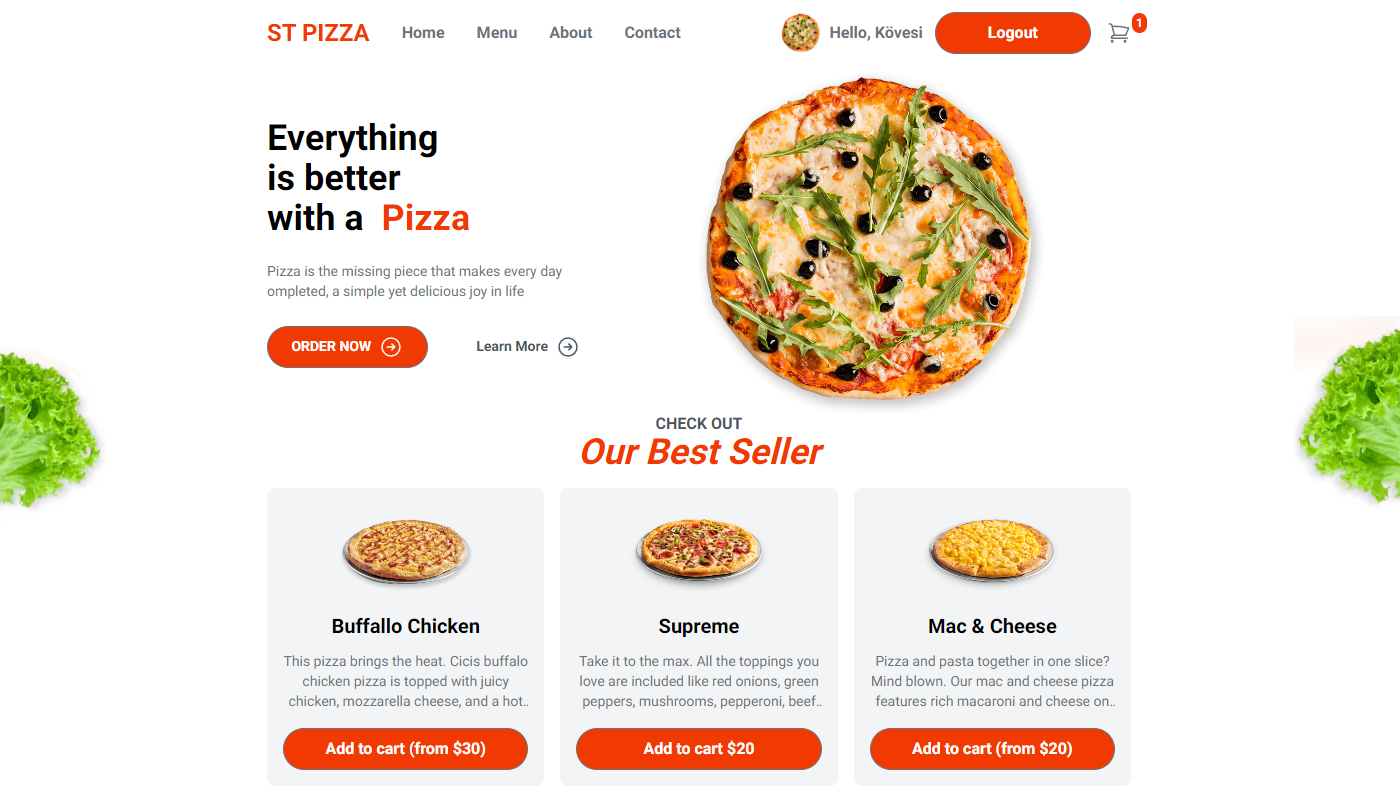 ST PIZZA
Home
Menu
About
Contact
Hello, Kövesi
Logout
1
Everything
is better
with a Pizza
Pizza is the missing piece that makes every day
ompleted, a simple yet delicious joy in life
ORDER NOW
Learn More
CHECK OUT
Our Best Seller
Buffallo Chicken
This pizza brings the heat. Cicis buffalo
chicken pizza is topped with juicy
chicken, mozzarella cheese, and a hot..
Add to cart (from $30)
Supreme
Take it to the max. All the toppings you
love are included like red onions, green
peppers, mushrooms, pepperoni, beef..
Add to cart $20
Mac & Cheese
Pizza and pasta together in one slice?
Mind blown. Our mac and cheese pizza
features rich macaroni and cheese on..
Add to cart (from $20)